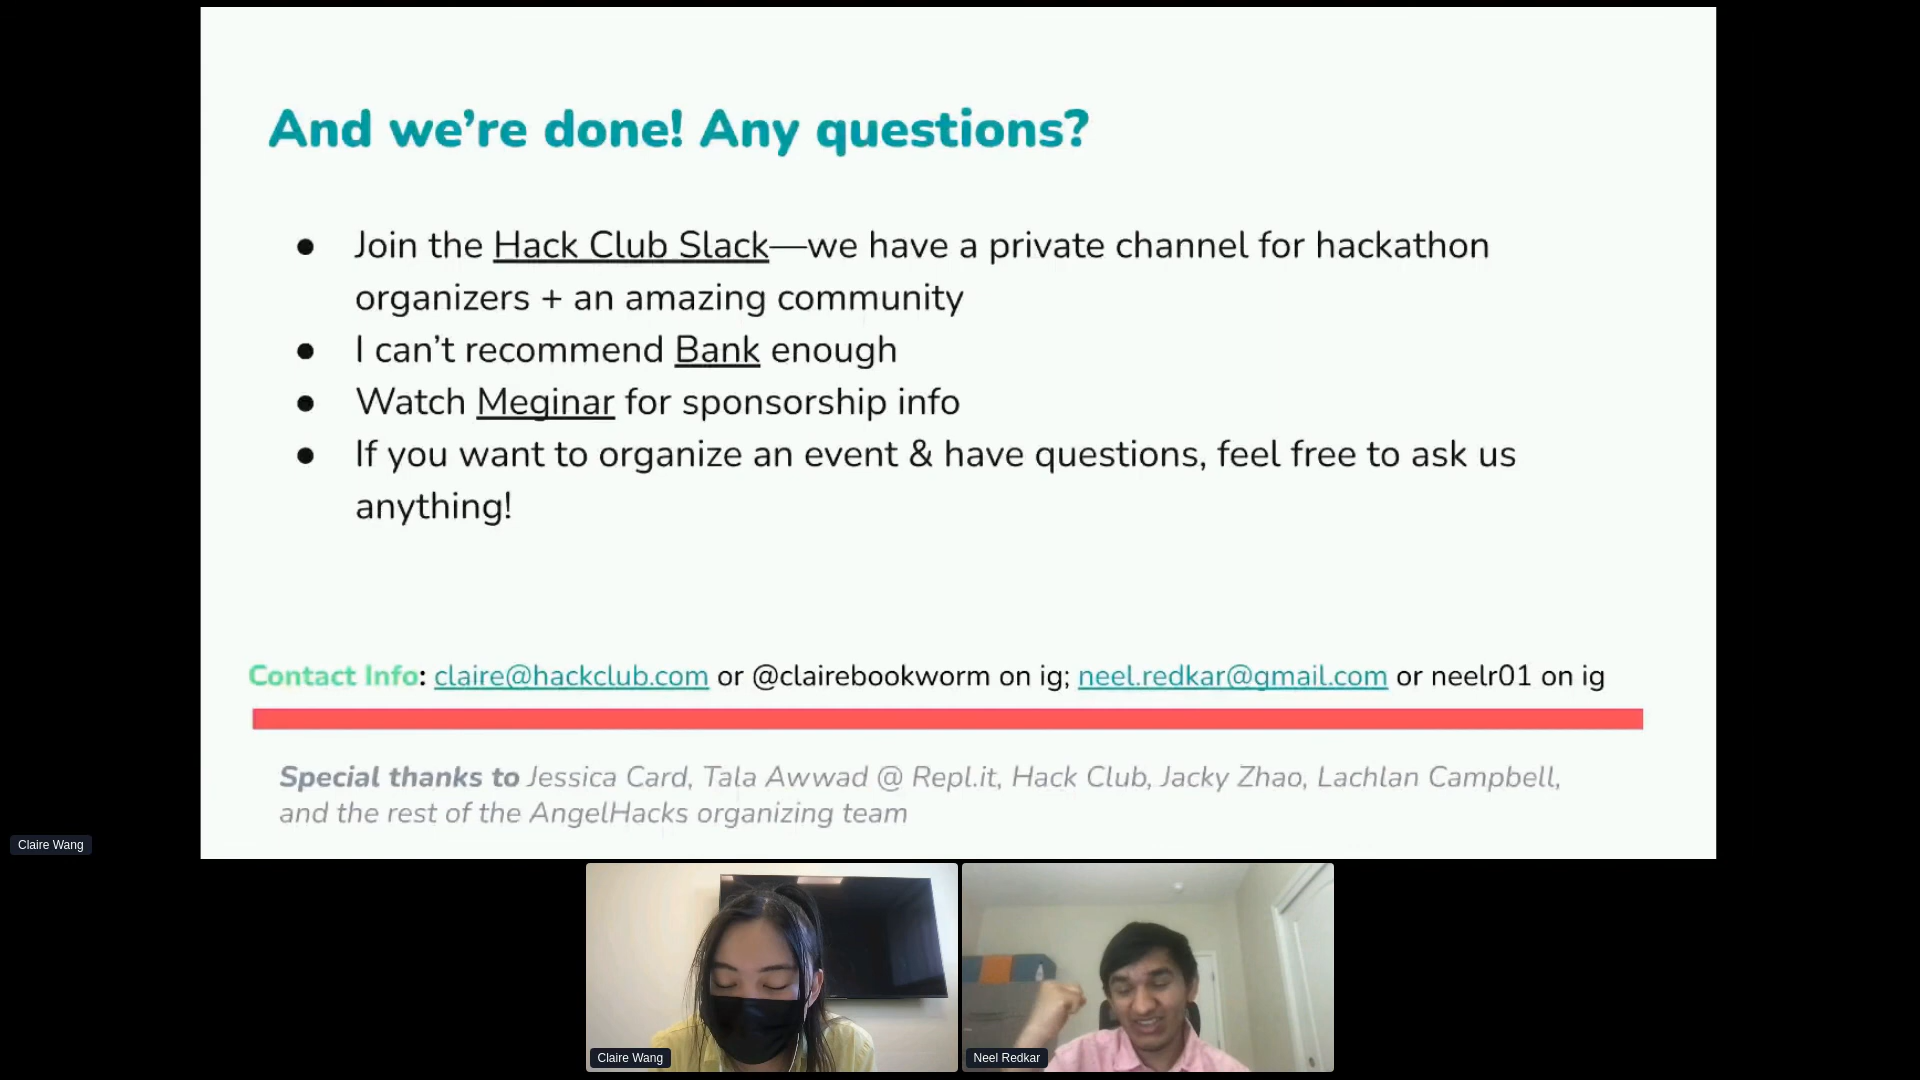 And we’re done! Any questions?
● Join the Hack Club Slack—we have a private channel for hackathon
organizers + an amazing community
● I can’t recommend Bank enough
● Watch Meginar for sponsorship info
● If you want to organize an event & have questions, feel free to ask us
anything!
Contact Info: claire@hackclub.com or @clairebookworm on ig; neel.redkar@gmail.com or neelr01 on ig
Special thanks to Jessica Card, Tala Awwad @ Repl.it, Hack Club, Jacky Zhao, Lachlan Campbell,
and the rest of the AngelHacks organizing team
Claire Wang
Claire Wang
Neel Redkar